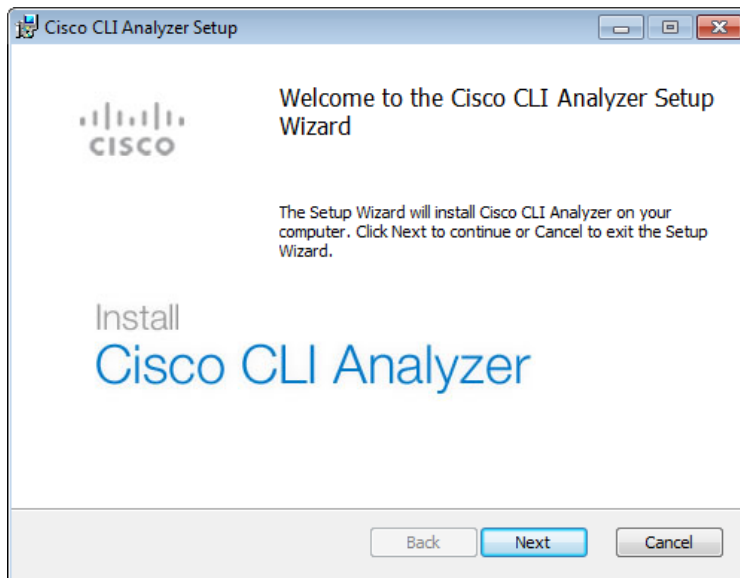 Cisco CLI Analyzer Setup
Welcome to the Cisco CLI Analyzer Setup
Wizard
CISCO
The Setup Wizard will install Cisco CLI Analyzer on your
computer. Click Next to continue or Cancel to exit the Setup
Wizard.
Install
Cisco CLI Analyzer
Back Next Cancel